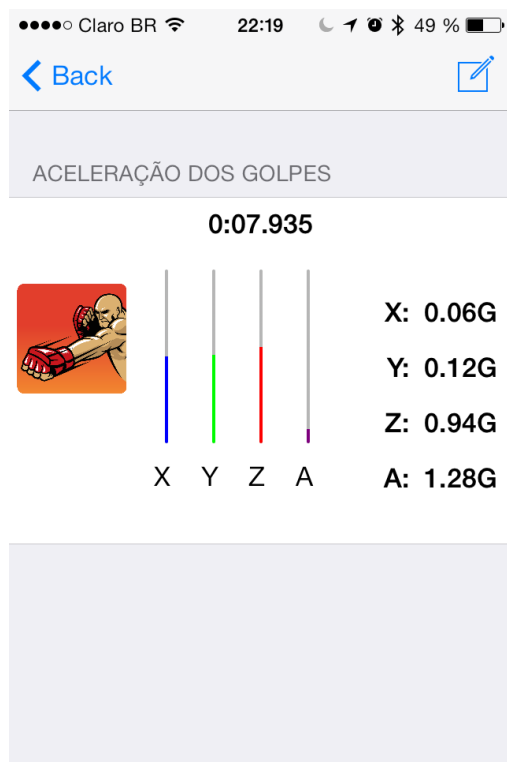 Claro BR 22:19 49 %
Back
ACELERAÇÃO DOS GOLPES
0:07.935
X: 0.06G
Y: 0.12G
Z: 0.94G
A: 1.28G
X Y Z A